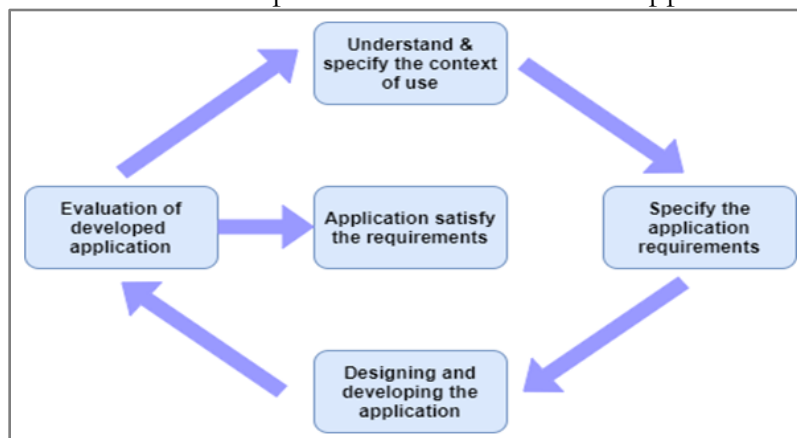 Understand &
specify the context
of use
Evaluation of
developed
application
Application satisfy
the requirements
Specify the
application
requirements
Designing and
developing the
application